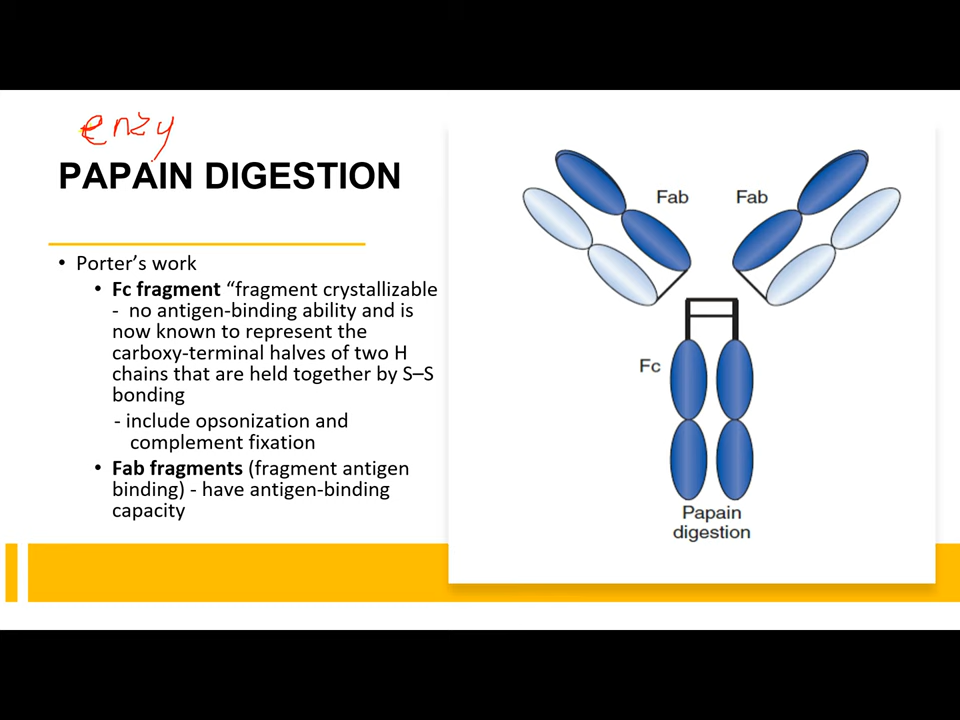 enzy
PAPAIN DIGESTION
• Porter’s work
• Fc fragment “fragment crystallizable
- no antigen-binding ability and is
now known to represent the
carboxy-terminal halves of two H
chains that are held together by S–S
bonding
- include opsonization and
complement fixation
• Fab fragments (fragment antigen
binding) - have antigen-binding
capacity
Fab
Fab
Fc
Papain
digestion